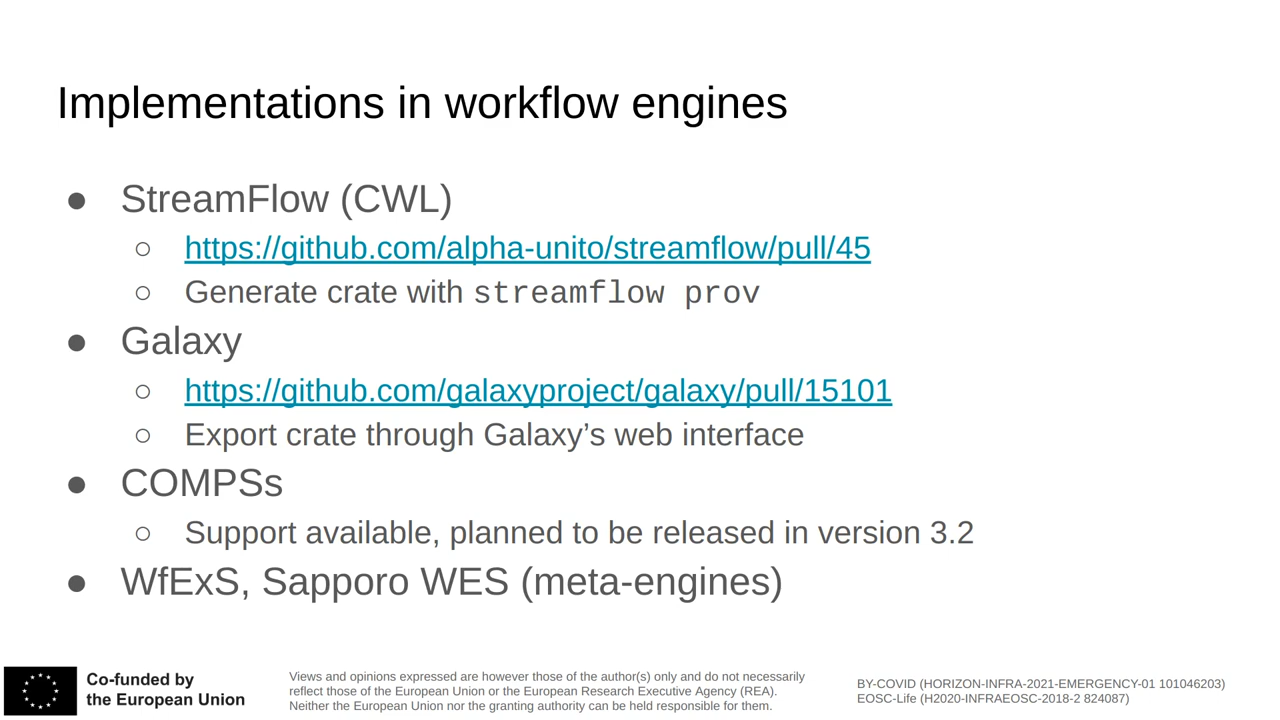 Implementations in workflow engines
● StreamFlow (CWL)
○ https://github.com/alpha-unito/streamflow/pull/45
○ Generate crate with streamflow prov
● Galaxy
○ https://github.com/galaxyproject/galaxy/pull/15101
○ Export crate through Galaxy’s web interface
● COMPSs
○ Support available, planned to be released in version 3.2
● WfExS, Sapporo WES (meta-engines)
Co-funded by
the European Union
Views and opinions expressed are however those of the author(s) only and do not necessarily
reflect those of the European Union or the European Research Executive Agency (REA).
Neither the European Union nor the granting authority can be held responsible for them.
BY-COVID (HORIZON-INFRA-2021-EMERGENCY-01 101046203)
EOSC-Life (H2020-INFRAEOSC-2018-2 824087)